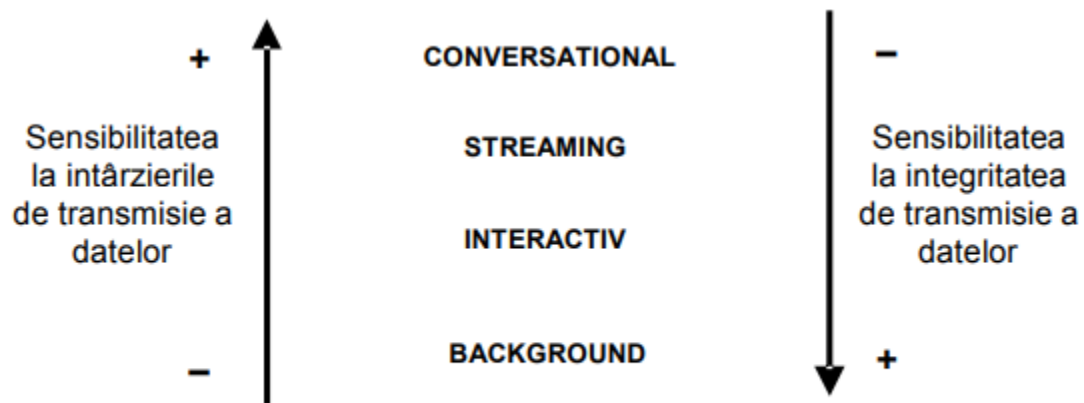 +
Sensibilitatea
la intârzierile
de transmisie a
datelor
–
CONVERSATIONAL
STREAMING
INTERACTIV
BACKGROUND
–
Sensibilitatea
la integritatea
de transmisie a
datelor
+